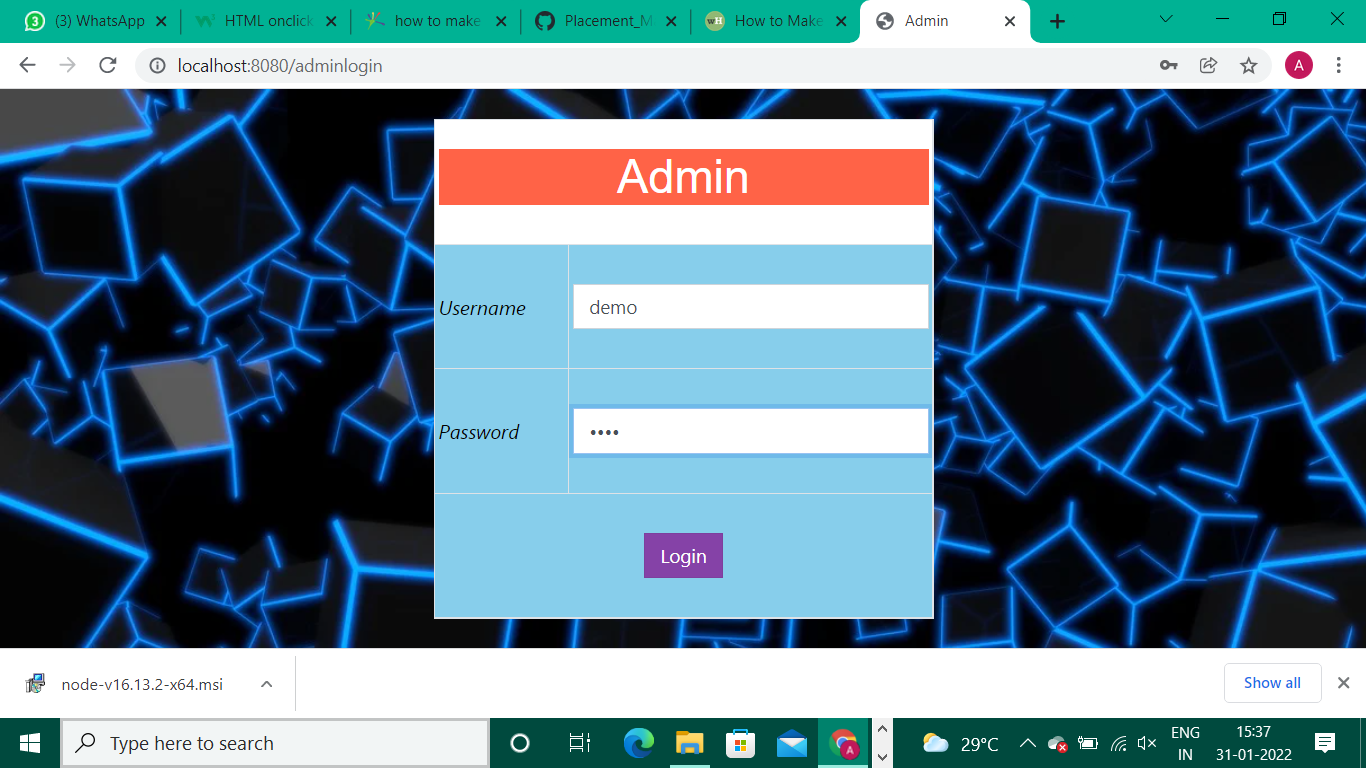 (3) WhatsApp
HTML onclick
how to make
Placement_M
How to Make
Admin
localhost:8080/adminlogin
A
Admin
Username
demo
Password
••••
Login
node-v16.13.2-x64.msi
Show all
Type here to search
29°C
ENG
IN
15:37
31-01-2022